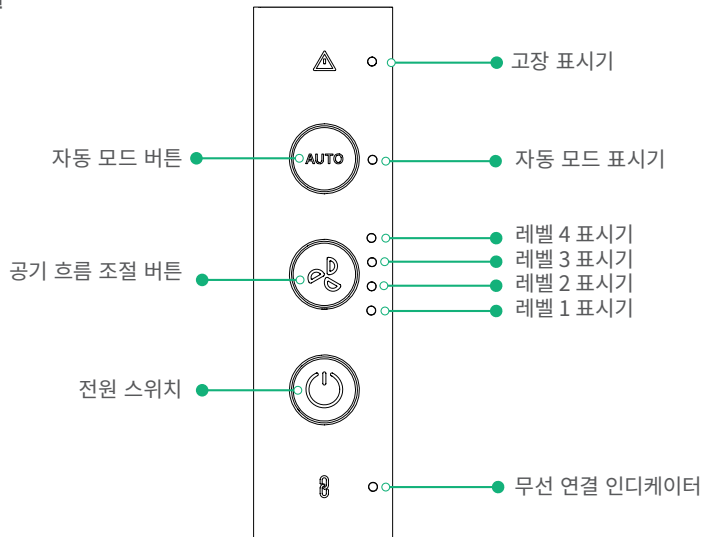 고장 표시기
자동 모드 버튼
AUTO
자동 모드 표시기
레벨 4 표시기
레벨 3 표시기
공기 흐름 조절 버튼
레벨 2 표시기
레벨 1 표시기
전원 스위치
무선 연결 인디케이터